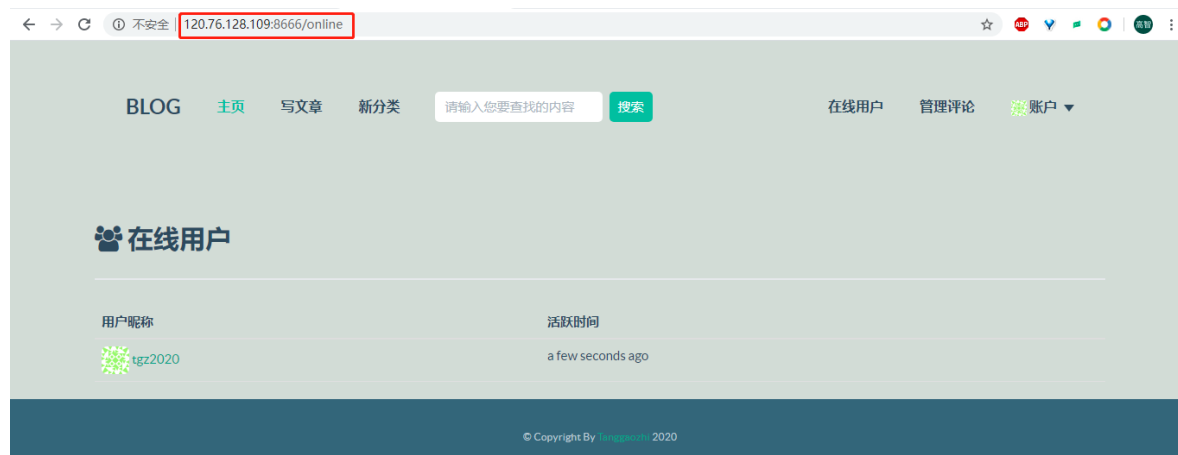 不安全 120.76.128.109:8666/online ABP 高智
BLOG 主页 写文章 新分类 请输入您要查找的内容 搜索 在线用户 管理评论 账户
在线用户
用户昵称 活跃时间
tgz2020 a few seconds ago
© Copyright By Tanggaozhi 2020